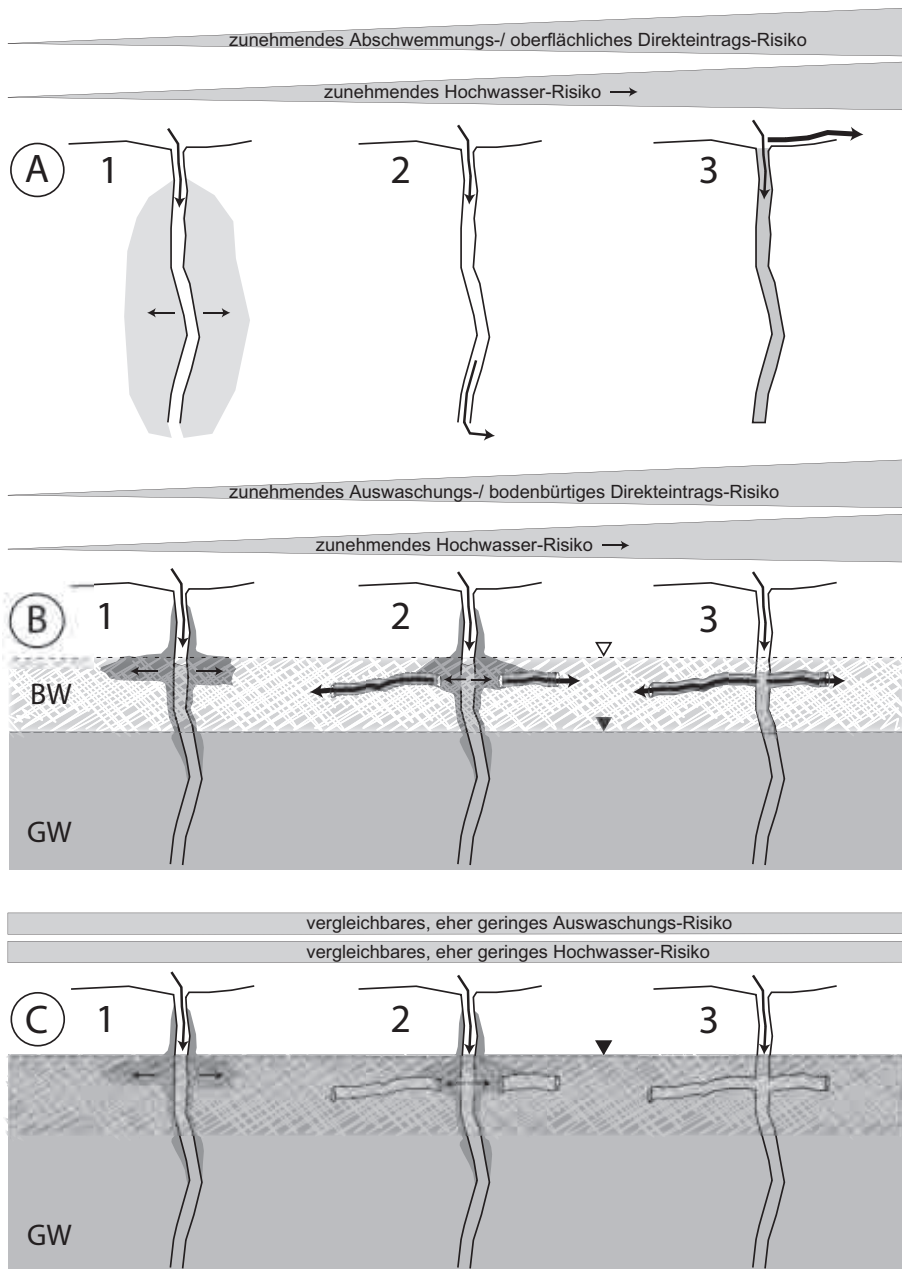 zunehmendes Abschwemmungs-/ oberflächliches Direkteintrags-Risiko
zunehmendes Hochwasser-Risiko →
A
1
2
3
zunehmendes Auswaschungs-/ bodenbürtiges Direkteintrags-Risiko
zunehmendes Hochwasser-Risiko →
B
1
2
3
BW
GW
vergleichbares, eher geringes Auswaschungs-Risiko
vergleichbares, eher geringes Hochwasser-Risiko
C
1
2
3
GW